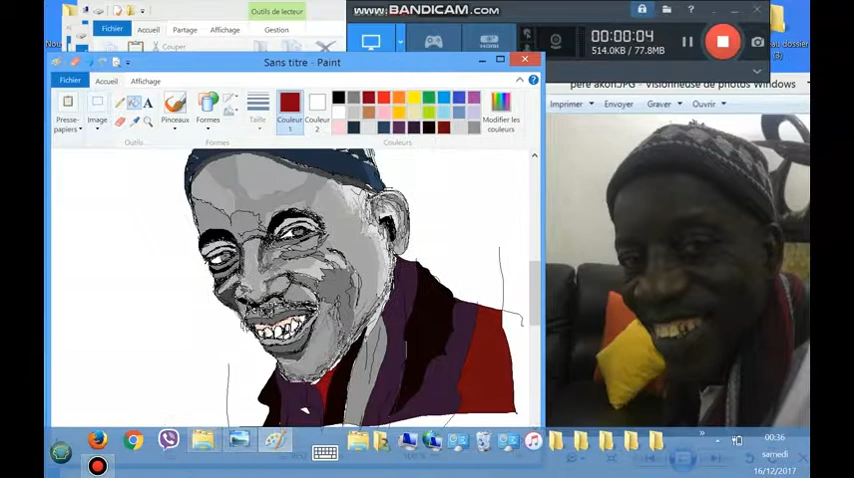 www.BANDICAM.com
Outils de lecteur
Fichier
Accueil
Partage
Affichage
Gestion
Couper
00:00:04
514.0KB / 77.8MB
Sans titre - Paint
Fichier
Accueil
Affichage
Presse-
papiers
Image
Outils
Pinceaux
Formes
Formes
Taille
Couleur
1
Couleur
2
Modifier les
couleurs
Couleurs
pere akon.JPG - Visionneuse de photos Windows
Imprimer
Envoyer
Graver
Ouvrir
au dossier
(3)
00:36
samedi
16/12/2017